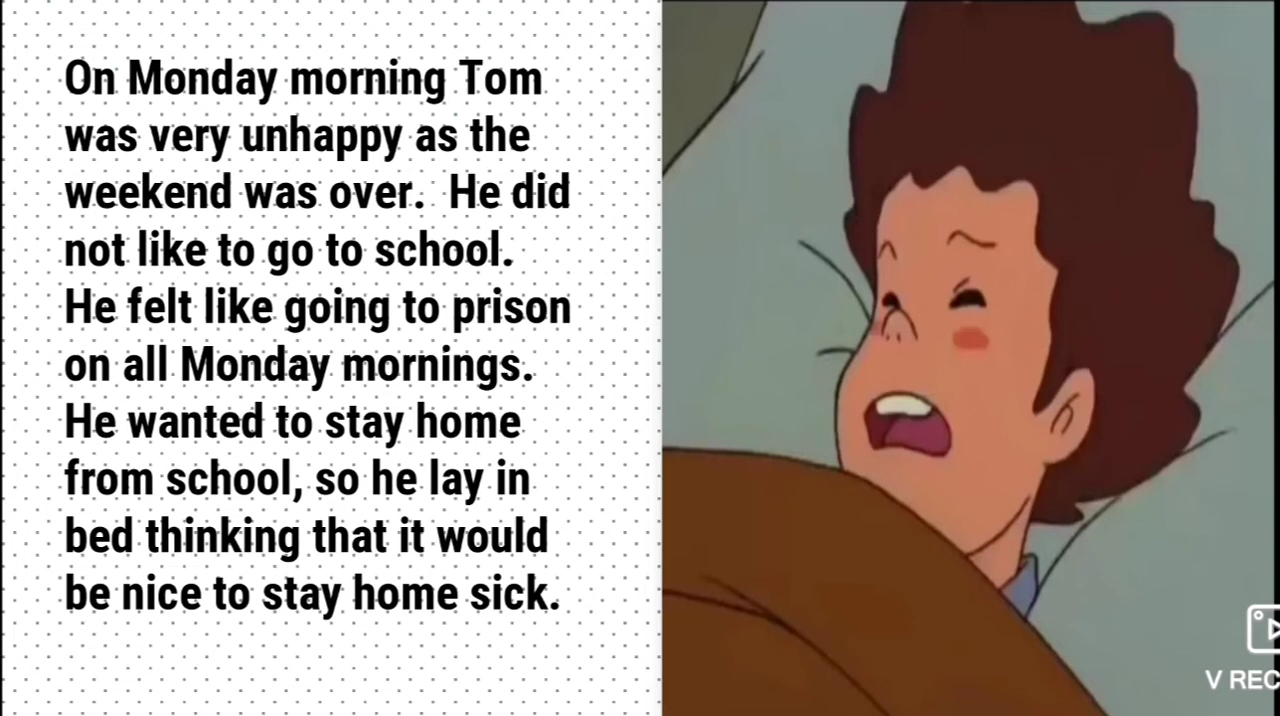 On Monday morning Tom
was very unhappy as the
weekend was over.  He did
not like to go to school.
He felt like going to prison
on all Monday mornings.
He wanted to stay home
from school, so he lay in
bed thinking that it would
be nice to stay home sick.
V REC